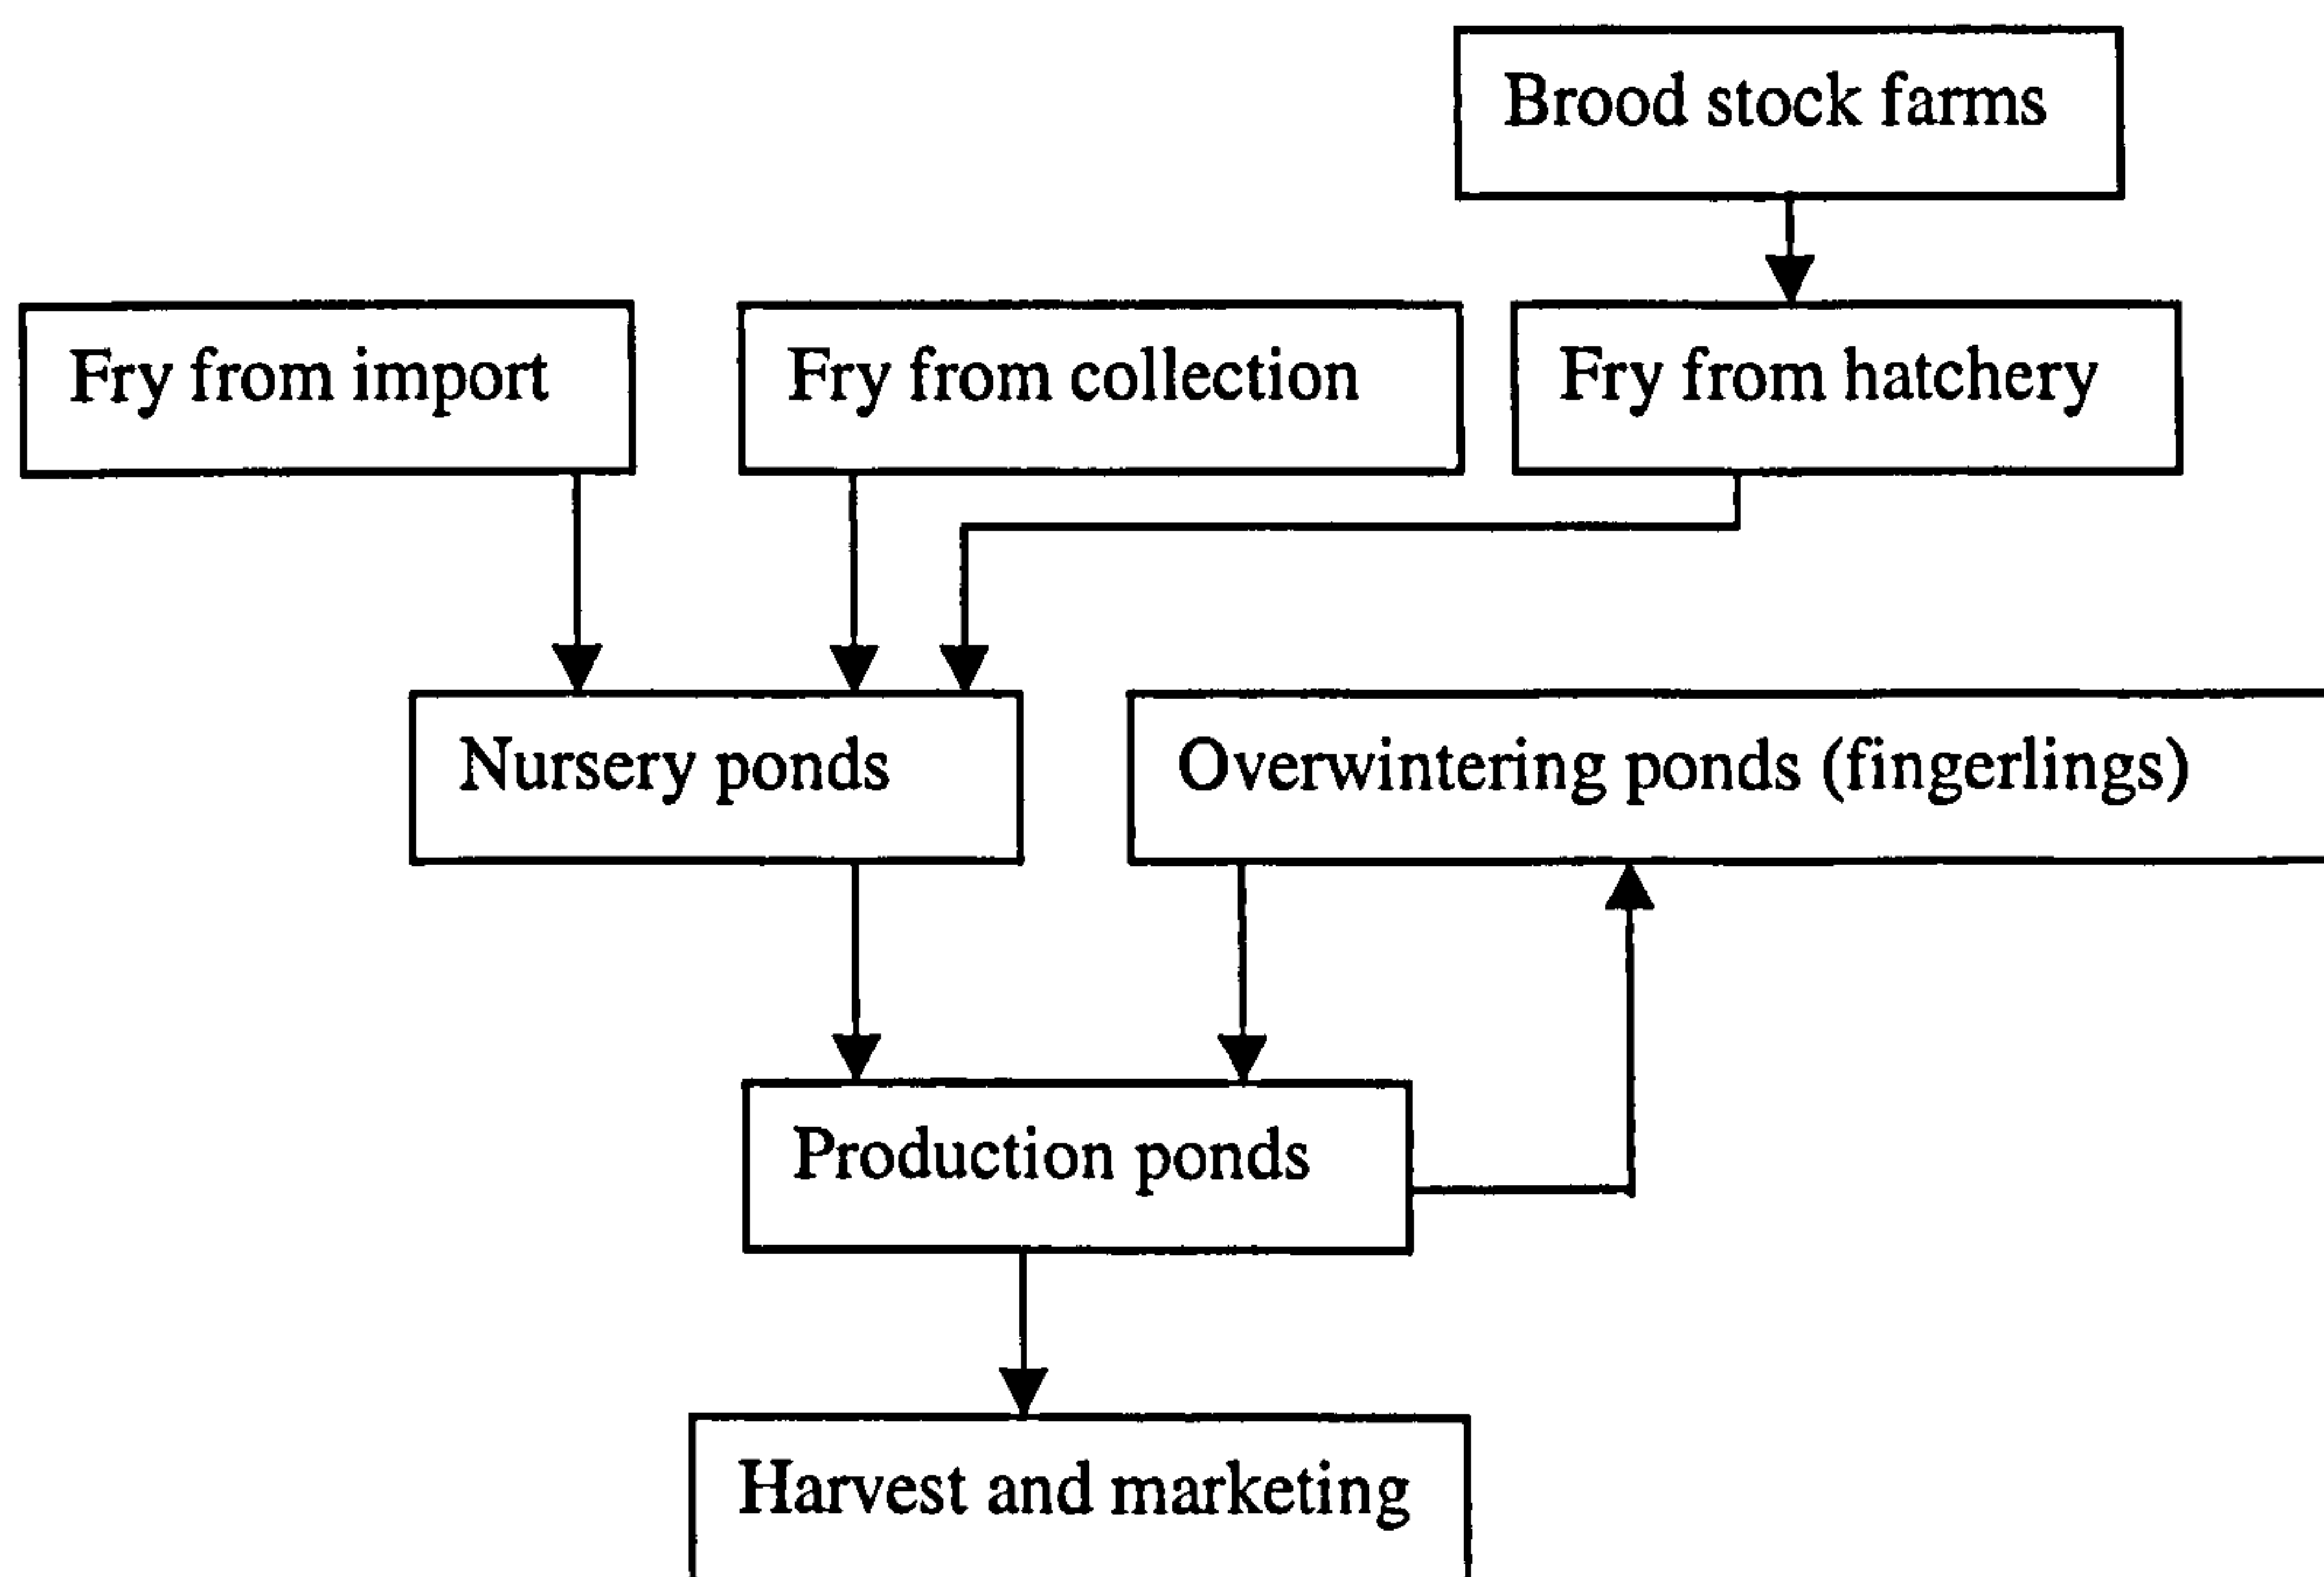 Brood stock farms
Fry from import
Fry from collection
Fry from hatchery
Nursery ponds
Overwintering ponds (fingerlings)
Production ponds
Harvest and marketing